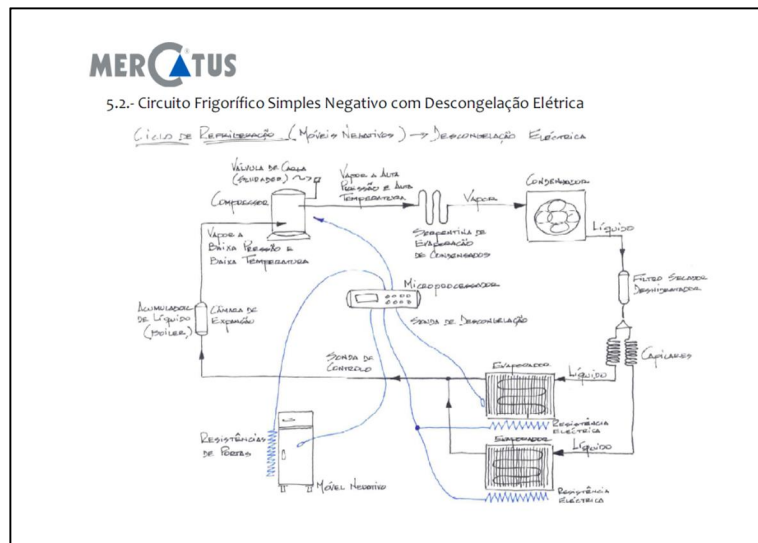 MERCATUS
5.2.- Circuito Frigorífico Simples Negativo com Descongelação Elétrica
CICLO DE REFRIGERAÇÃO (MÓVEIS NEGATIVOS) → DESCONGELAÇÃO ELÉCTRICA
VÁLVULA DE CARGA
COMPRESSOR
VAPOR A ALTA
PRESSÃO E ALTA
TEMPERATURA
VAPOR
CONDENSADOR
LÍQUIDO
VAPOR A
BAIXA PRESSÃO E
BAIXA TEMPERATURA
SERPENTINA DE
EVAPORAÇÃO
DE CONDENSADOS
MICROPROCESSADOR
FILTRO SECADOR
DESHIDRATADOR
ACUMULADOR
DE LÍQUIDO
(BOILER)
CÂMARA DE
EXPANSÃO
SONDA DE DESCONGELAÇÃO
CAPILARES
SONDA DE
CONTROLO
EVAPORADOR
LÍQUIDO
RESISTÊNCIA
ELÉCTRICA
RESISTÊNCIAS
DE PORTAS
EVAPORADOR
LÍQUIDO
MÓVEL NEGATIVO
RESISTÊNCIA
ELÉCTRICA